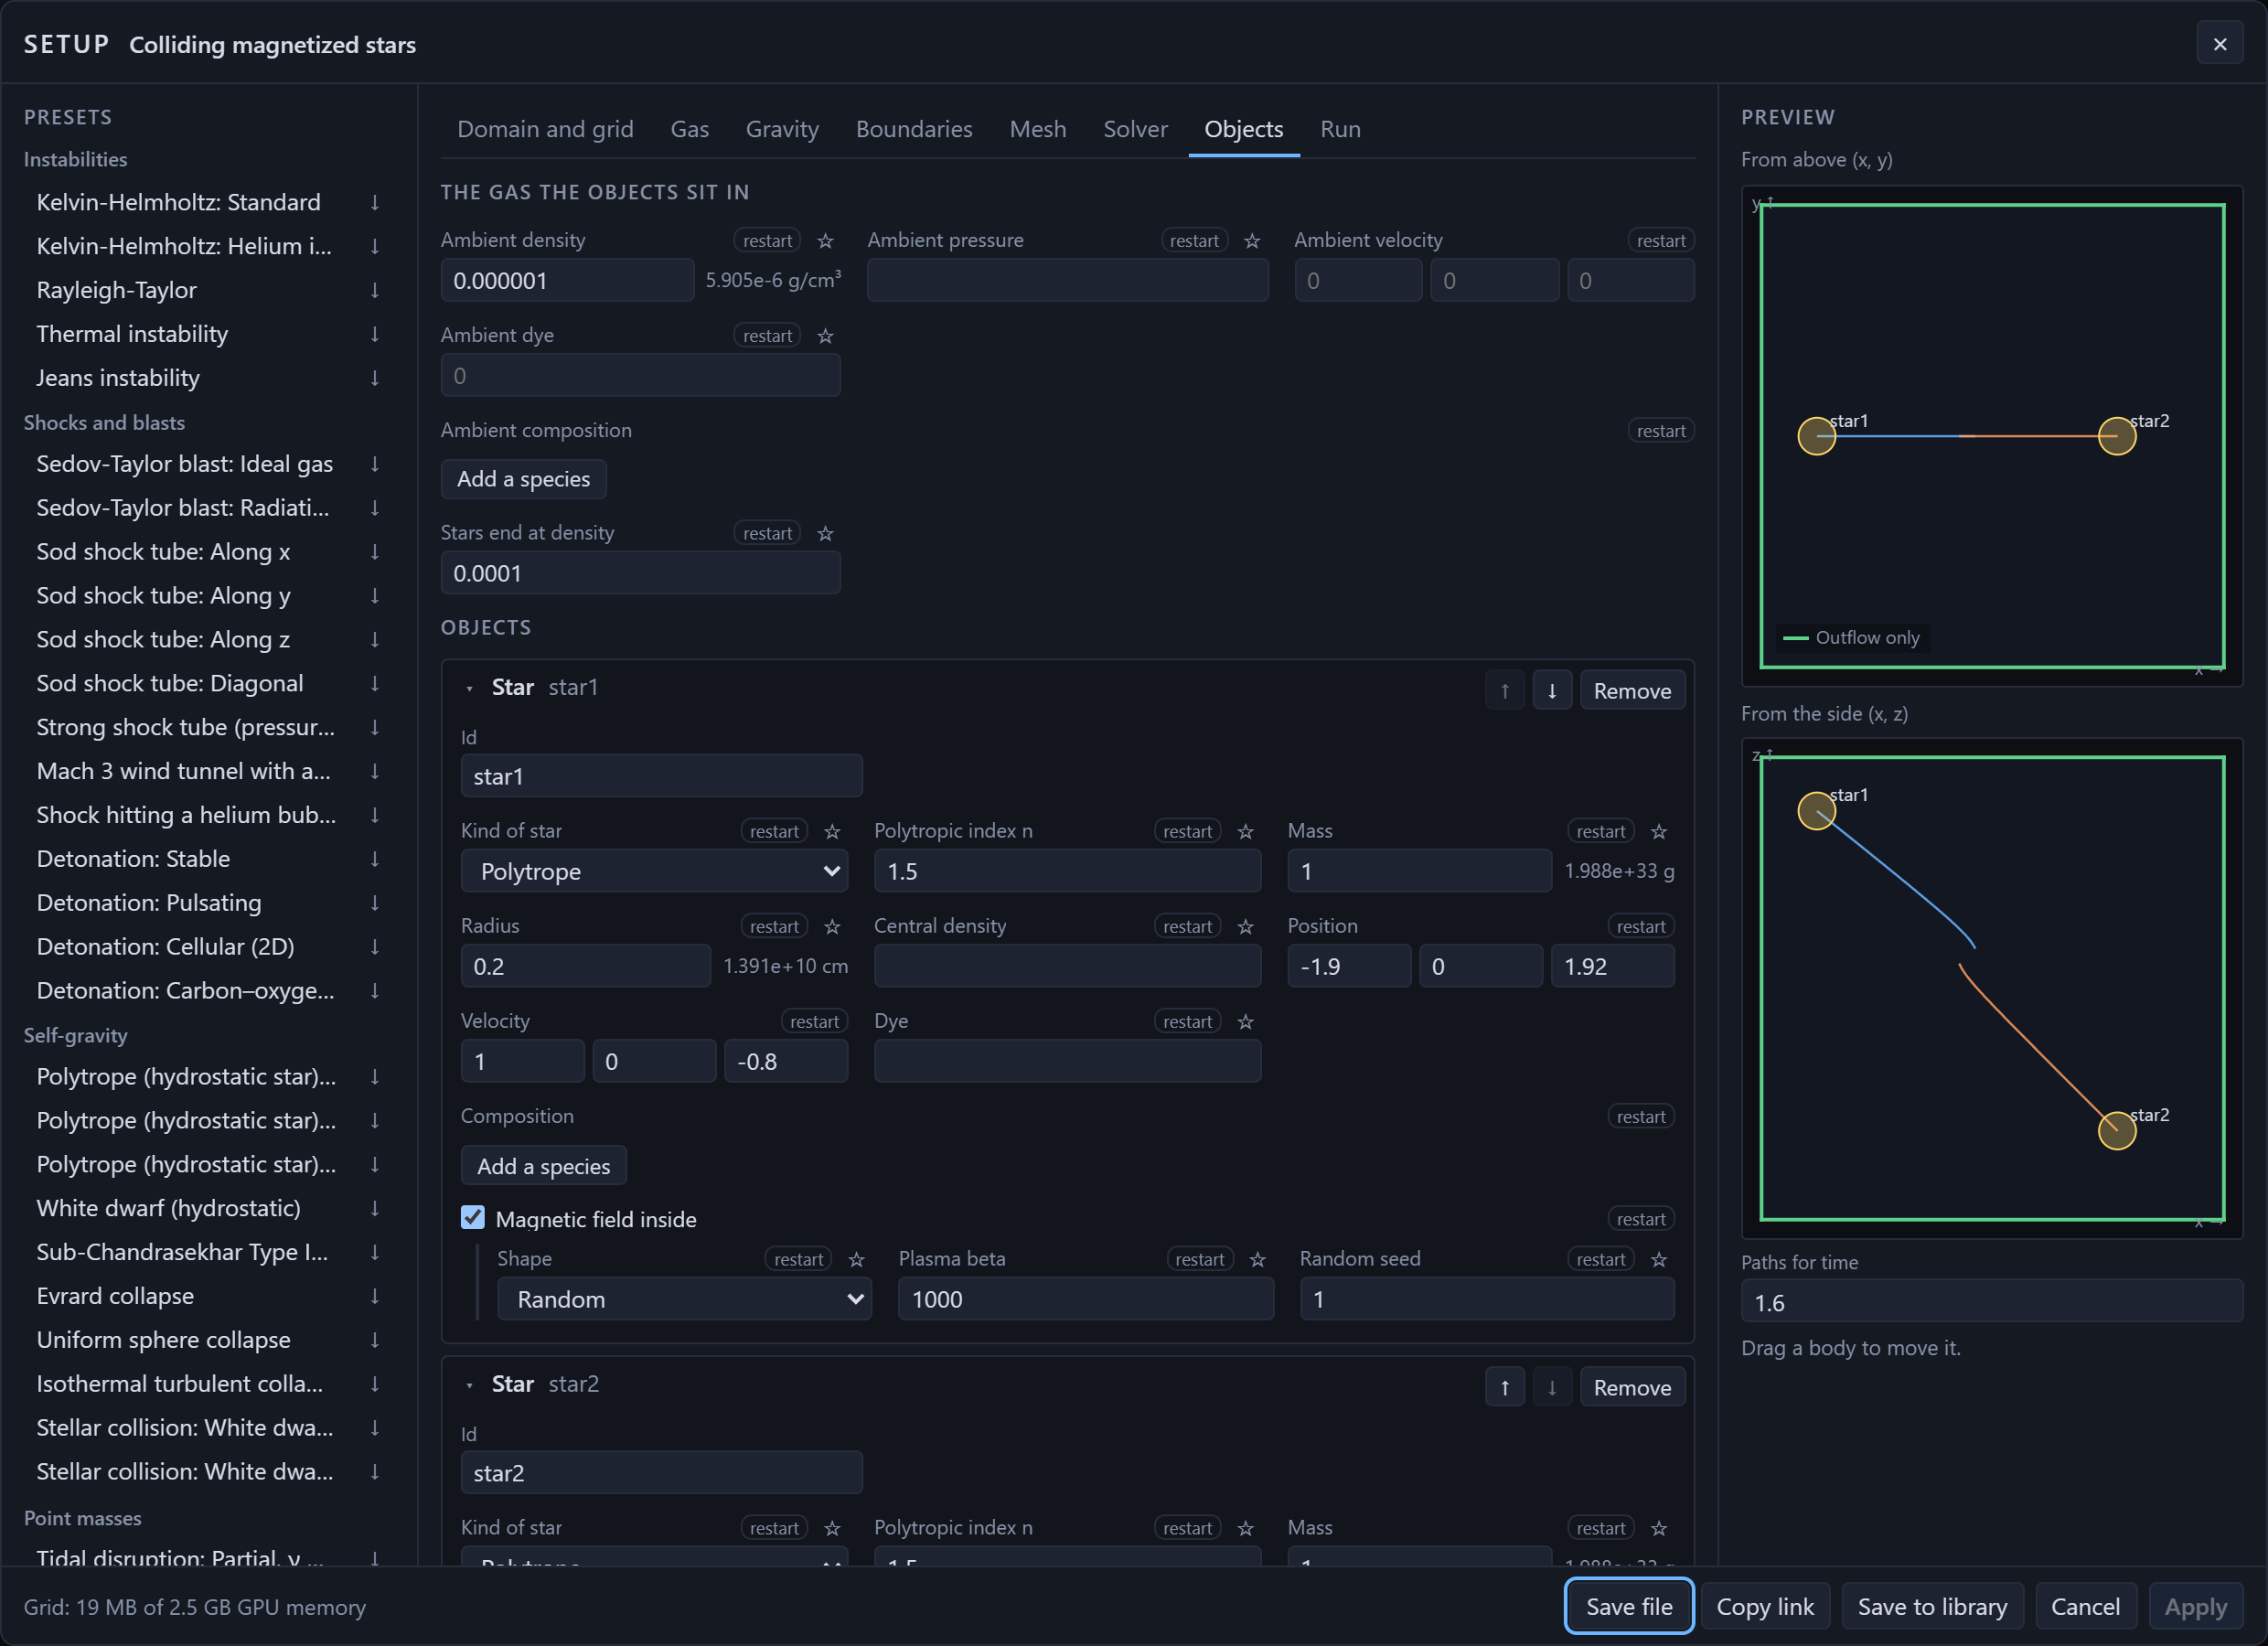 SETUP Colliding magnetized stars
×
PRESETS
Instabilities
Kelvin-Helmholtz: Standard ↓
Kelvin-Helmholtz: Helium i... ↓
Rayleigh-Taylor ↓
Thermal instability ↓
Jeans instability ↓
Shocks and blasts
Sedov-Taylor blast: Ideal gas ↓
Sedov-Taylor blast: Radiati... ↓
Sod shock tube: Along x ↓
Sod shock tube: Along y ↓
Sod shock tube: Along z ↓
Sod shock tube: Diagonal ↓
Strong shock tube (pressur... ↓
Mach 3 wind tunnel with a... ↓
Shock hitting a helium bub... ↓
Detonation: Stable ↓
Detonation: Pulsating ↓
Detonation: Cellular (2D) ↓
Detonation: Carbon–oxyge... ↓
Self-gravity
Polytrope (hydrostatic star)... ↓
Polytrope (hydrostatic star)... ↓
Polytrope (hydrostatic star)... ↓
White dwarf (hydrostatic) ↓
Sub-Chandrasekhar Type I... ↓
Evrard collapse ↓
Uniform sphere collapse ↓
Isothermal turbulent colla... ↓
Stellar collision: White dwa... ↓
Stellar collision: White dwa... ↓
Point masses
Tidal disruption: Partial, ν ... ↓
Domain and grid Gas Gravity Boundaries Mesh Solver Objects Run
THE GAS THE OBJECTS SIT IN
Ambient density restart ☆ Ambient pressure restart ☆ Ambient velocity restart
0.000001 5.905e-6 g/cm³ 0 0 0
Ambient dye restart ☆
0
Ambient composition restart
Add a species
Stars end at density restart ☆
0.0001
OBJECTS
Star star1 ↑ ↓ Remove
Id
star1
Kind of star restart ☆ Polytropic index n restart ☆ Mass restart ☆
Polytrope 1.5 1 1.988e+33 g
Radius restart ☆ Central density restart ☆ Position restart
0.2 1.391e+10 cm -1.9 0 1.92
Velocity restart Dye restart ☆
1 0 -0.8
Composition restart
Add a species
Magnetic field inside restart
Shape restart ☆ Plasma beta restart ☆ Random seed restart ☆
Random 1000 1
Star star2 ↑ ↓ Remove
Id
star2
Kind of star restart ☆ Polytropic index n restart ☆ Mass restart ☆
Polytrope 1.5 1 1.988e+33 g
PREVIEW
From above (x, y)
y ↑
star1 star2
Outflow only
x →
From the side (x, z)
z ↑
star1
star2
x →
Paths for time
1.6
Drag a body to move it.
Grid: 19 MB of 2.5 GB GPU memory
Save file Copy link Save to library Cancel Apply